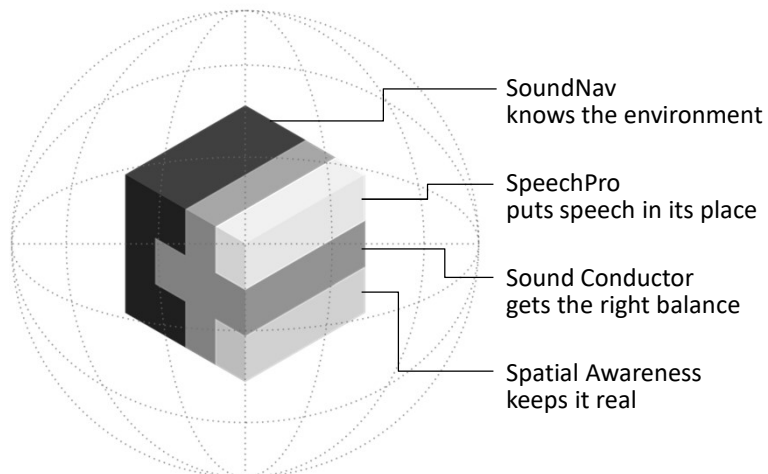 SoundNav
knows the environment
SpeechPro
puts speech in its place
Sound Conductor
gets the right balance
Spatial Awareness
keeps it real